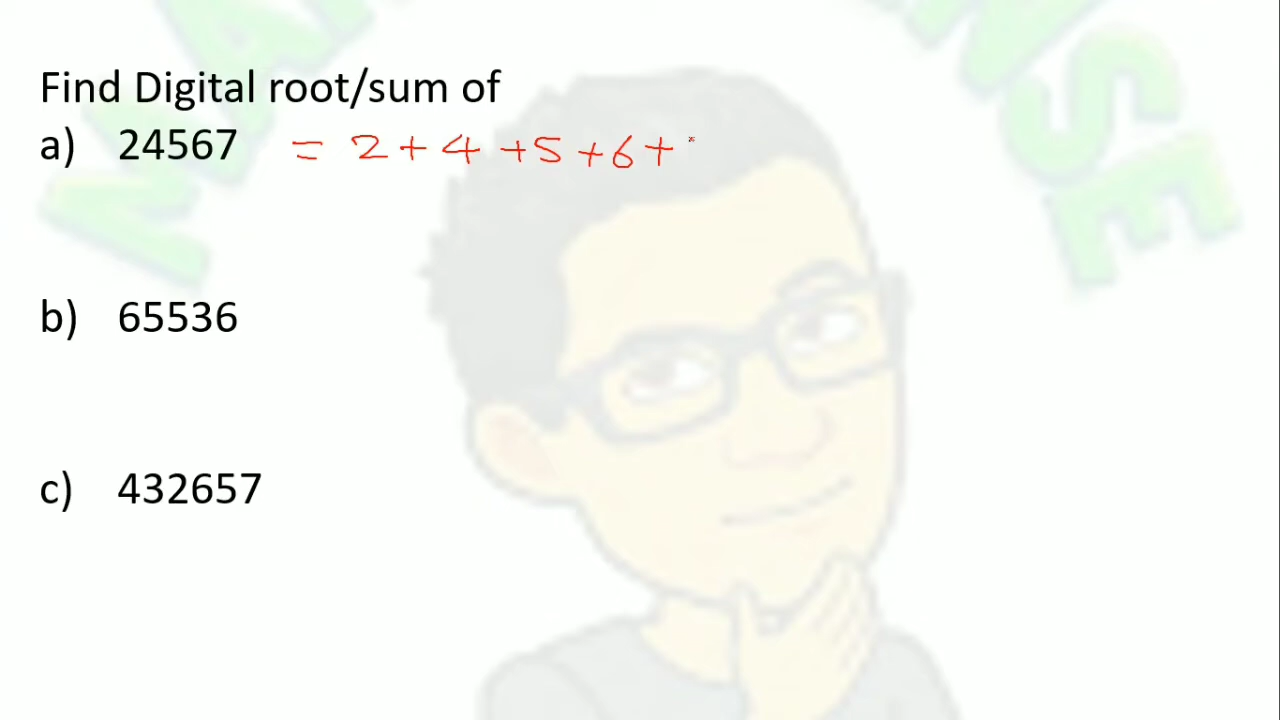 Find Digital root/sum of
a) 24567 = 2+4+5+6+
b) 65536
c) 432657